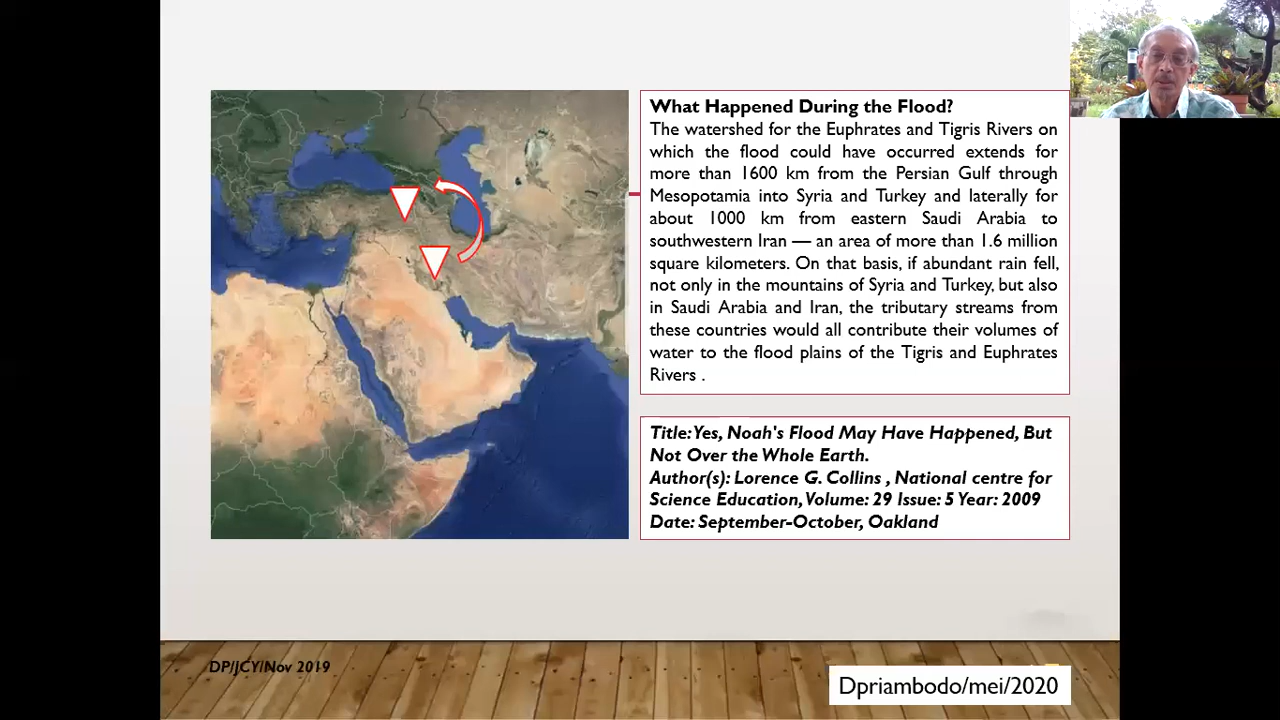 What Happened During the Flood?
The watershed for the Euphrates and Tigris Rivers on
which the flood could have occurred extends for
more than 1600 km from the Persian Gulf through
Mesopotamia into Syria and Turkey and laterally for
about 1000 km from eastern Saudi Arabia to
southwestern Iran — an area of more than 1.6 million
square kilometers. On that basis, if abundant rain fell,
not only in the mountains of Syria and Turkey, but also
in Saudi Arabia and Iran, the tributary streams from
these countries would all contribute their volumes of
water to the flood plains of the Tigris and Euphrates
Rivers .
Title: Yes, Noah's Flood May Have Happened, But
Not Over the Whole Earth.
Author(s): Lorence G. Collins , National centre for
Science Education, Volume: 29 Issue: 5 Year: 2009
Date: September-October, Oakland
DP/JCY/Nov 2019
Dpriambodo/mei/2020